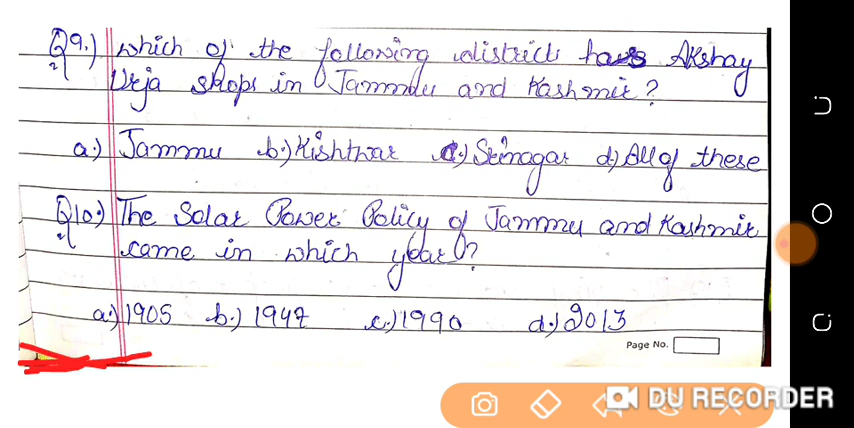 Q9.) which of the following district has Akshay
Urja shops in Jammu and Kashmir?
a.) Jammu b.) Kishtwar c.) Srinagar d.) All of these
Q10.) The Solar Power Policy of Jammu and Kashmir
came in which year?
a.) 1905 b.) 1947 c.) 1990 d.) 2013
Page No.
DU RECORDER